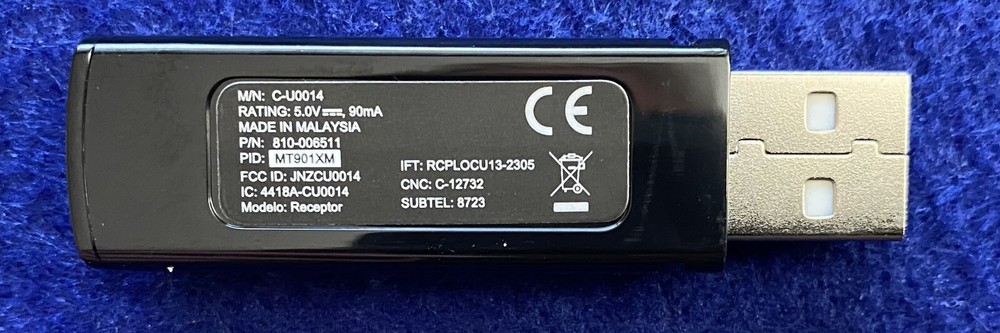 M/N: C-U0014
RATING: 5.0V⎓, 90mA
MADE IN MALAYSIA
P/N: 810-006511
PID: MT901XM
FCC ID: JNZCU0014
IC: 4418A-CU0014
Modelo: Receptor
CE
IFT: RCPLOCU13-2305
CNC: C-12732
SUBTEL: 8723